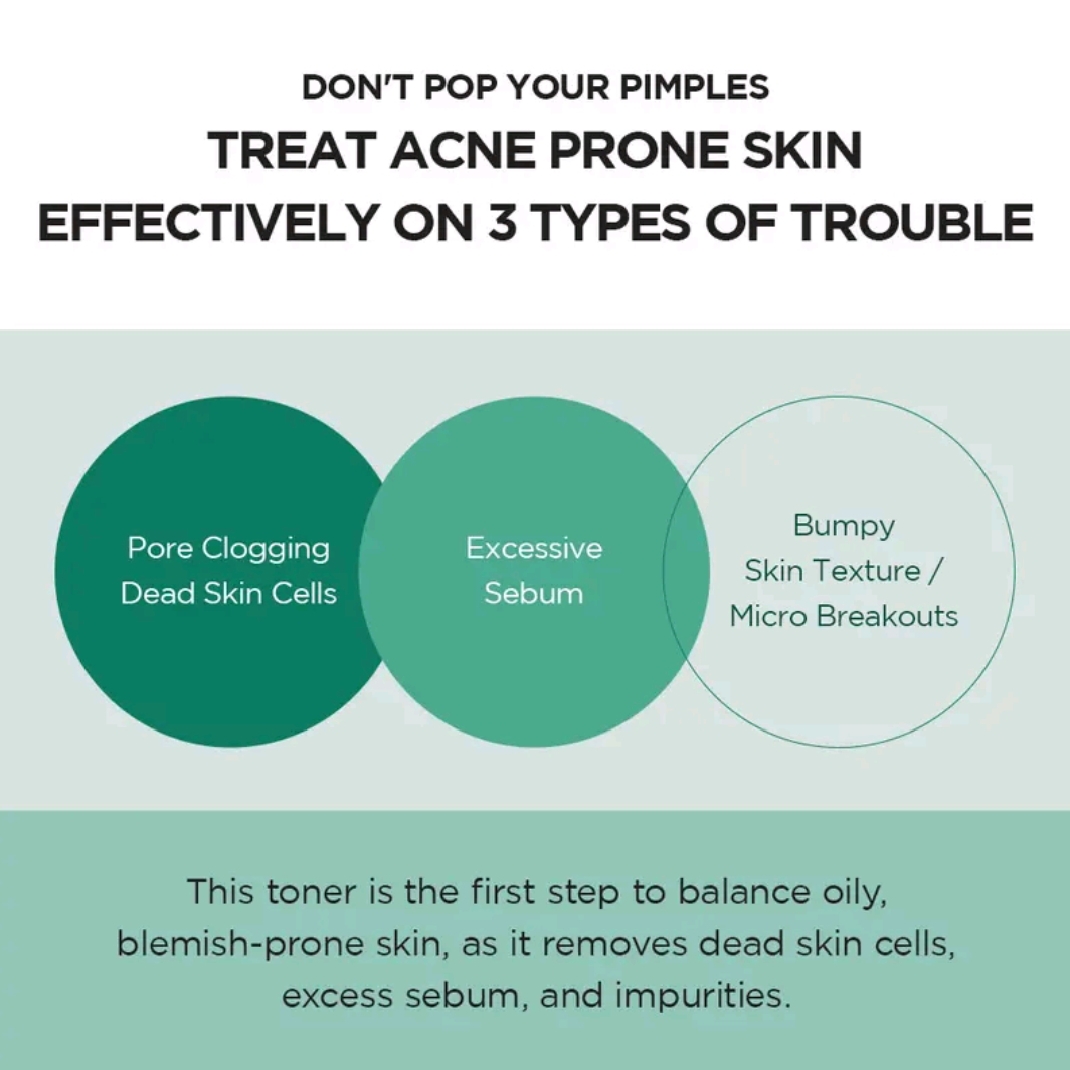 DON'T POP YOUR PIMPLES
TREAT ACNE PRONE SKIN
EFFECTIVELY ON 3 TYPES OF TROUBLE
Pore Clogging
Dead Skin Cells
Excessive
Sebum
Bumpy
Skin Texture /
Micro Breakouts
This toner is the first step to balance oily,
blemish-prone skin, as it removes dead skin cells,
excess sebum, and impurities.